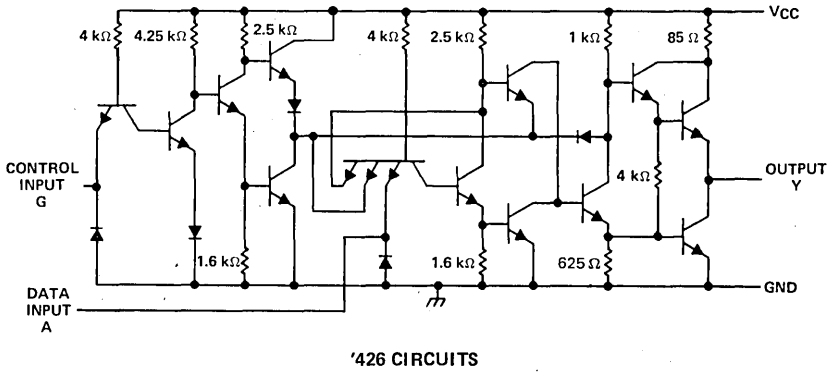 VCC
4 kΩ
4.25 kΩ
2.5 kΩ
4 kΩ
2.5 kΩ
1 kΩ
85 Ω
CONTROL
INPUT
G
4 kΩ
OUTPUT
Y
1.6 kΩ
1.6 kΩ
625 Ω
GND
DATA
INPUT
A
'426 CIRCUITS